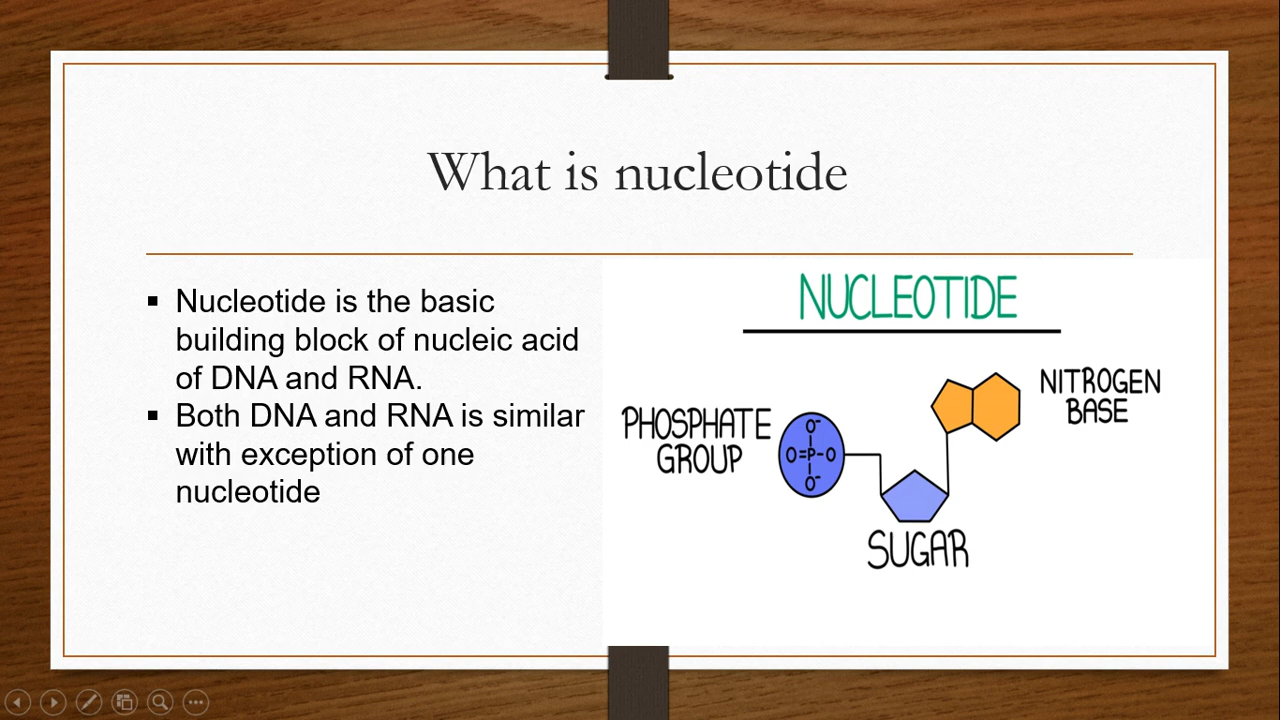 What is nucleotide
▪ Nucleotide is the basic
building block of nucleic acid
of DNA and RNA.
▪ Both DNA and RNA is similar
with exception of one
nucleotide
NUCLEOTIDE
NITROGEN
BASE
PHOSPHATE
GROUP
O⁻
O=P-O
O⁻
SUGAR